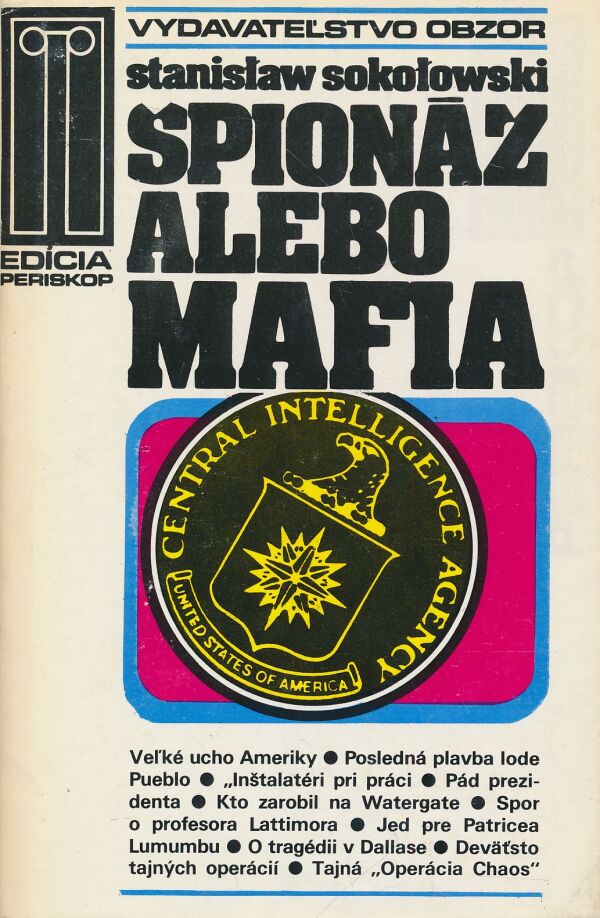 VYDAVATEĽSTVO OBZOR
stanisław sokołowski
ŠPIONÁŽ
ALEBO
MAFIA
EDÍCIA
PERISKOP
CENTRAL INTELLIGENCE AGENCY
UNITED STATES OF AMERICA
Veľké ucho Ameriky ● Posledná plavba lode
Pueblo ● „Inštalatéri pri práci ● Pád prezi-
denta ● Kto zarobil na Watergate ● Spor
o profesora Lattimora ● Jed pre Patricea
Lumumbu ● O tragédii v Dallase ● Deväťsto
tajných operácií ● Tajná „Operácia Chaos"